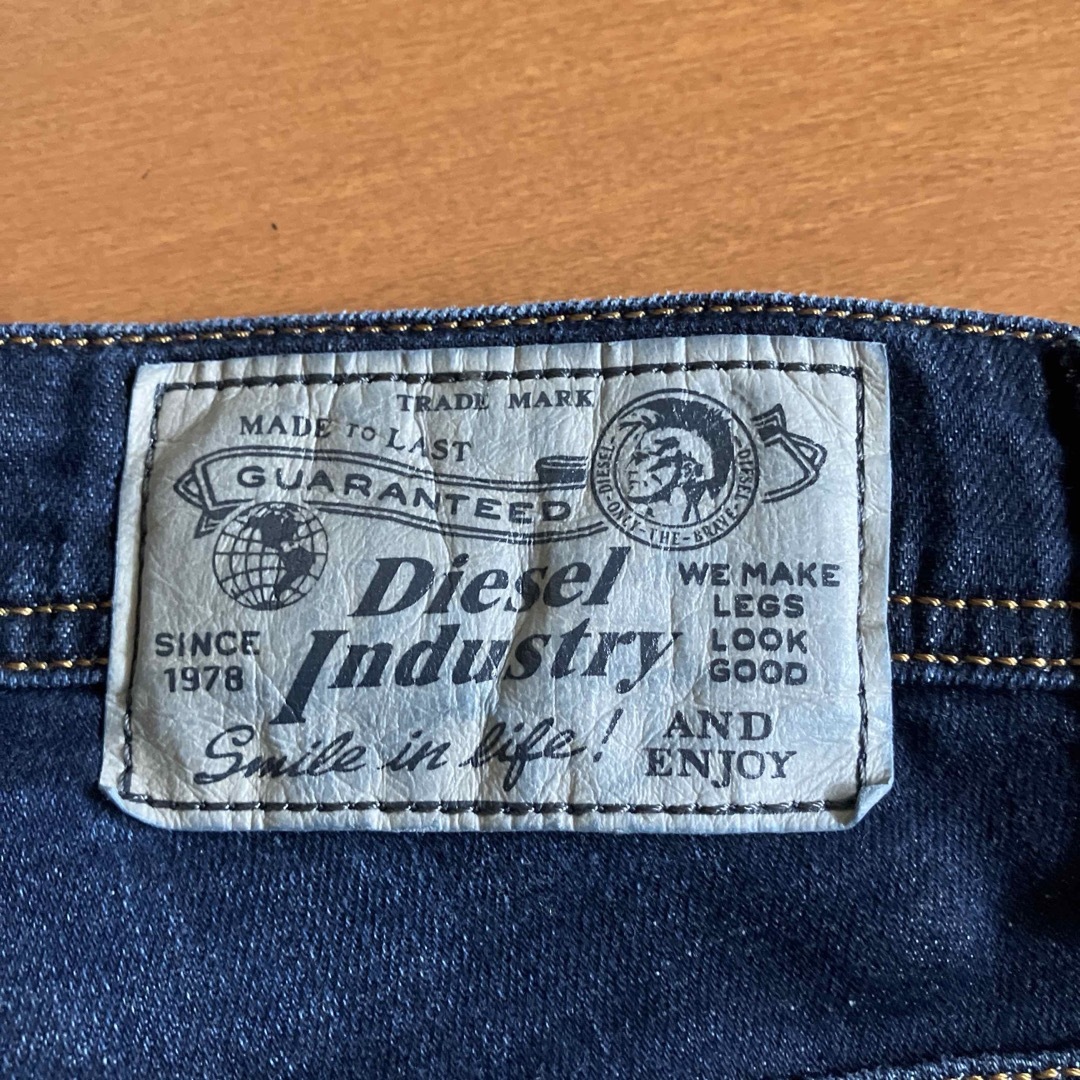 TRADE MARK
MADE TO LAST
GUARANTEED
DIESEL · ONLY - THE - BRAVE · DIESEL
Diesel
Industry
SINCE
1978
WE MAKE
LEGS
LOOK
GOOD
Smile in life!
AND
ENJOY